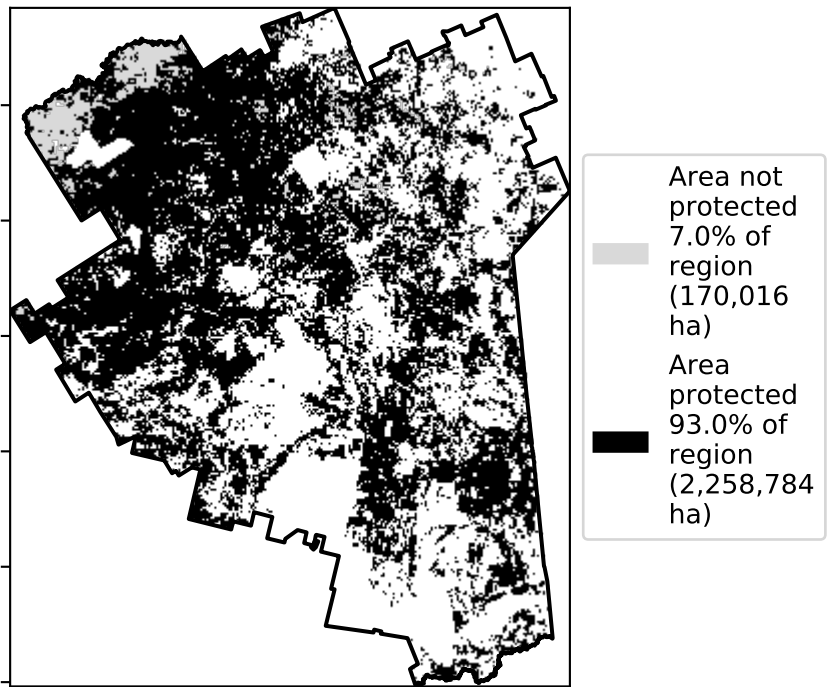 Area not
protected
7.0% of
region
(170,016
ha)
Area
protected
93.0% of
region
(2,258,784
ha)